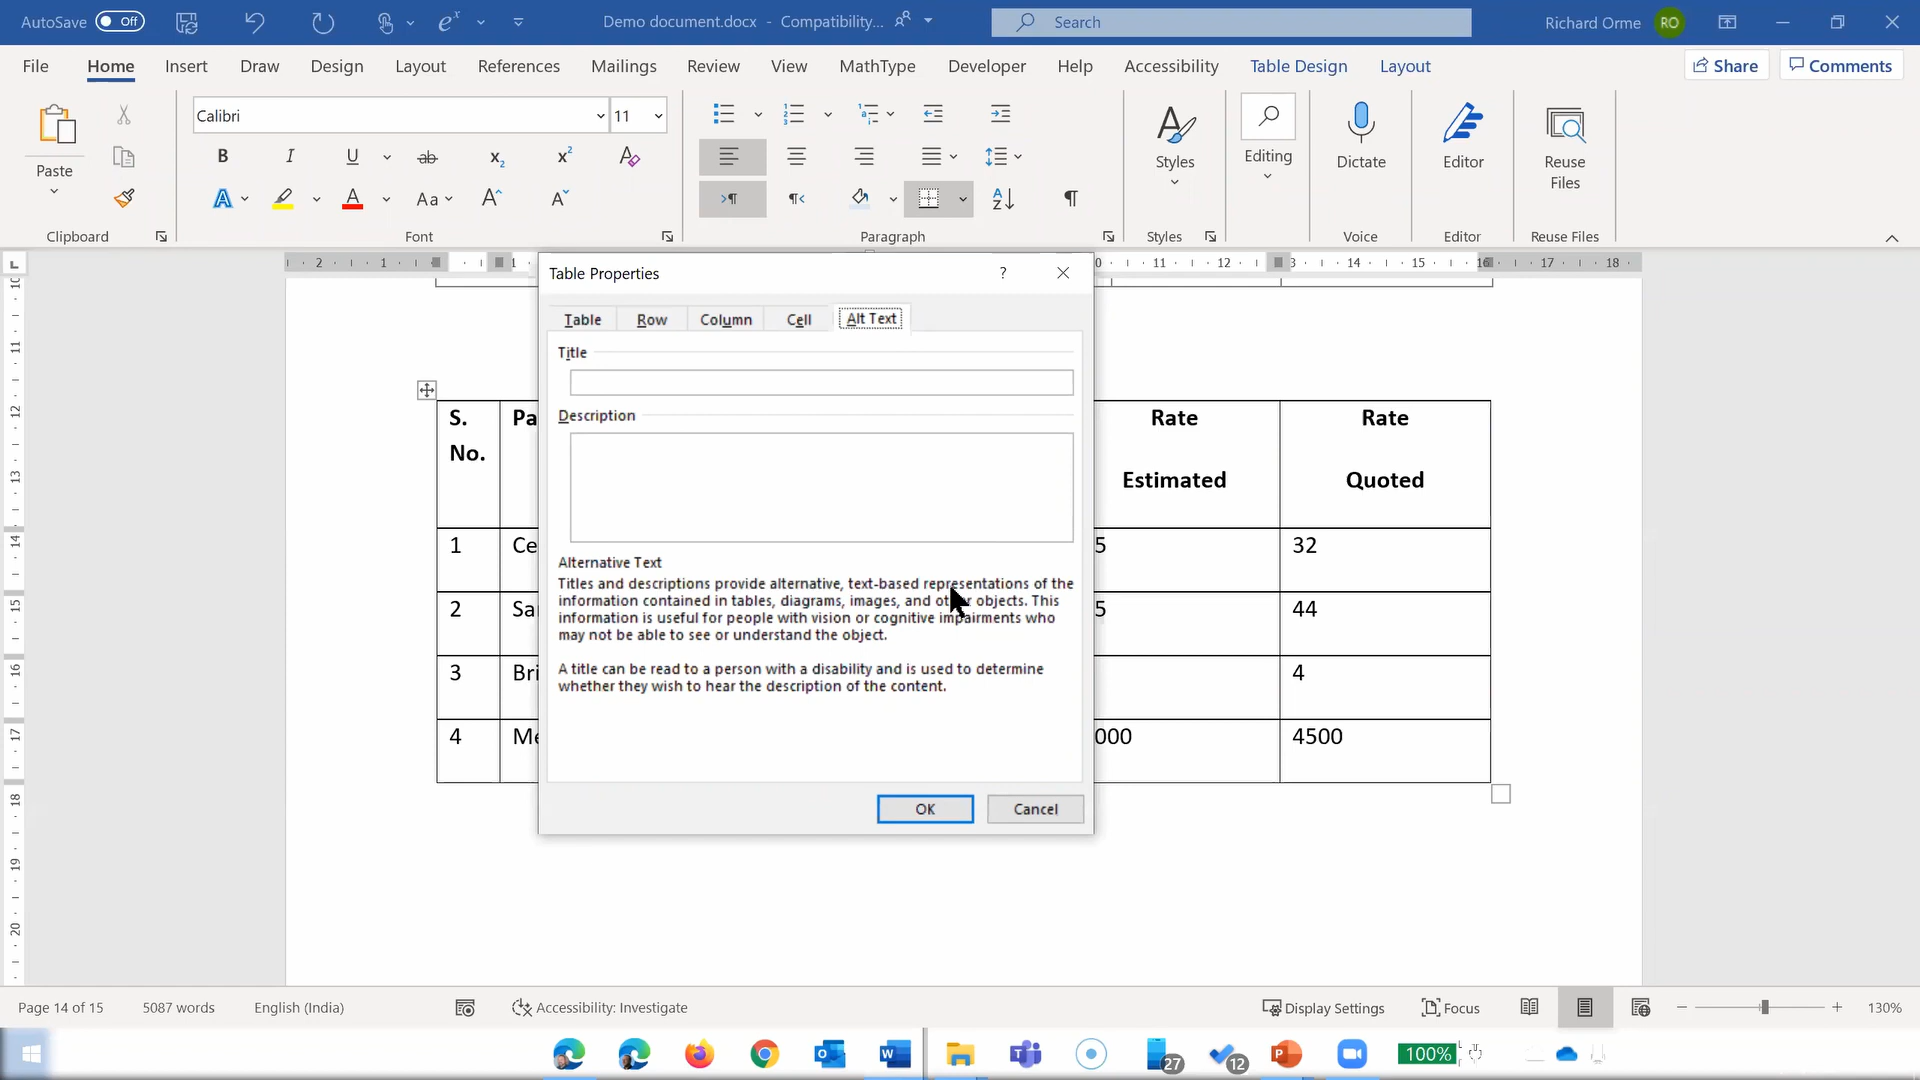 AutoSave Off
Demo document.docx - Compatibility...
Search
Richard Orme RO
File Home Insert Draw Design Layout References Mailings Review View MathType Developer Help Accessibility Table Design Layout
Share Comments
Calibri 11
Paste
Styles
Editing
Dictate
Editor
Reuse
Files
Clipboard Font Paragraph Styles Voice Editor Reuse Files
Table Properties
Table Row Column Cell Alt Text
Title
Description
Alternative Text
Titles and descriptions provide alternative, text-based representations of the
information contained in tables, diagrams, images, and other objects. This
information is useful for people with vision or cognitive impairments who
may not be able to see or understand the object.
A title can be read to a person with a disability and is used to determine
whether they wish to hear the description of the content.
OK Cancel
S.
No.
Pa
Rate
Estimated
Rate
Quoted
1 Ce 5 32
2 Sa 5 44
3 Bri 4
4 Me 000 4500
Page 14 of 15 5087 words English (India) Accessibility: Investigate Display Settings Focus 130%
27 12 100%